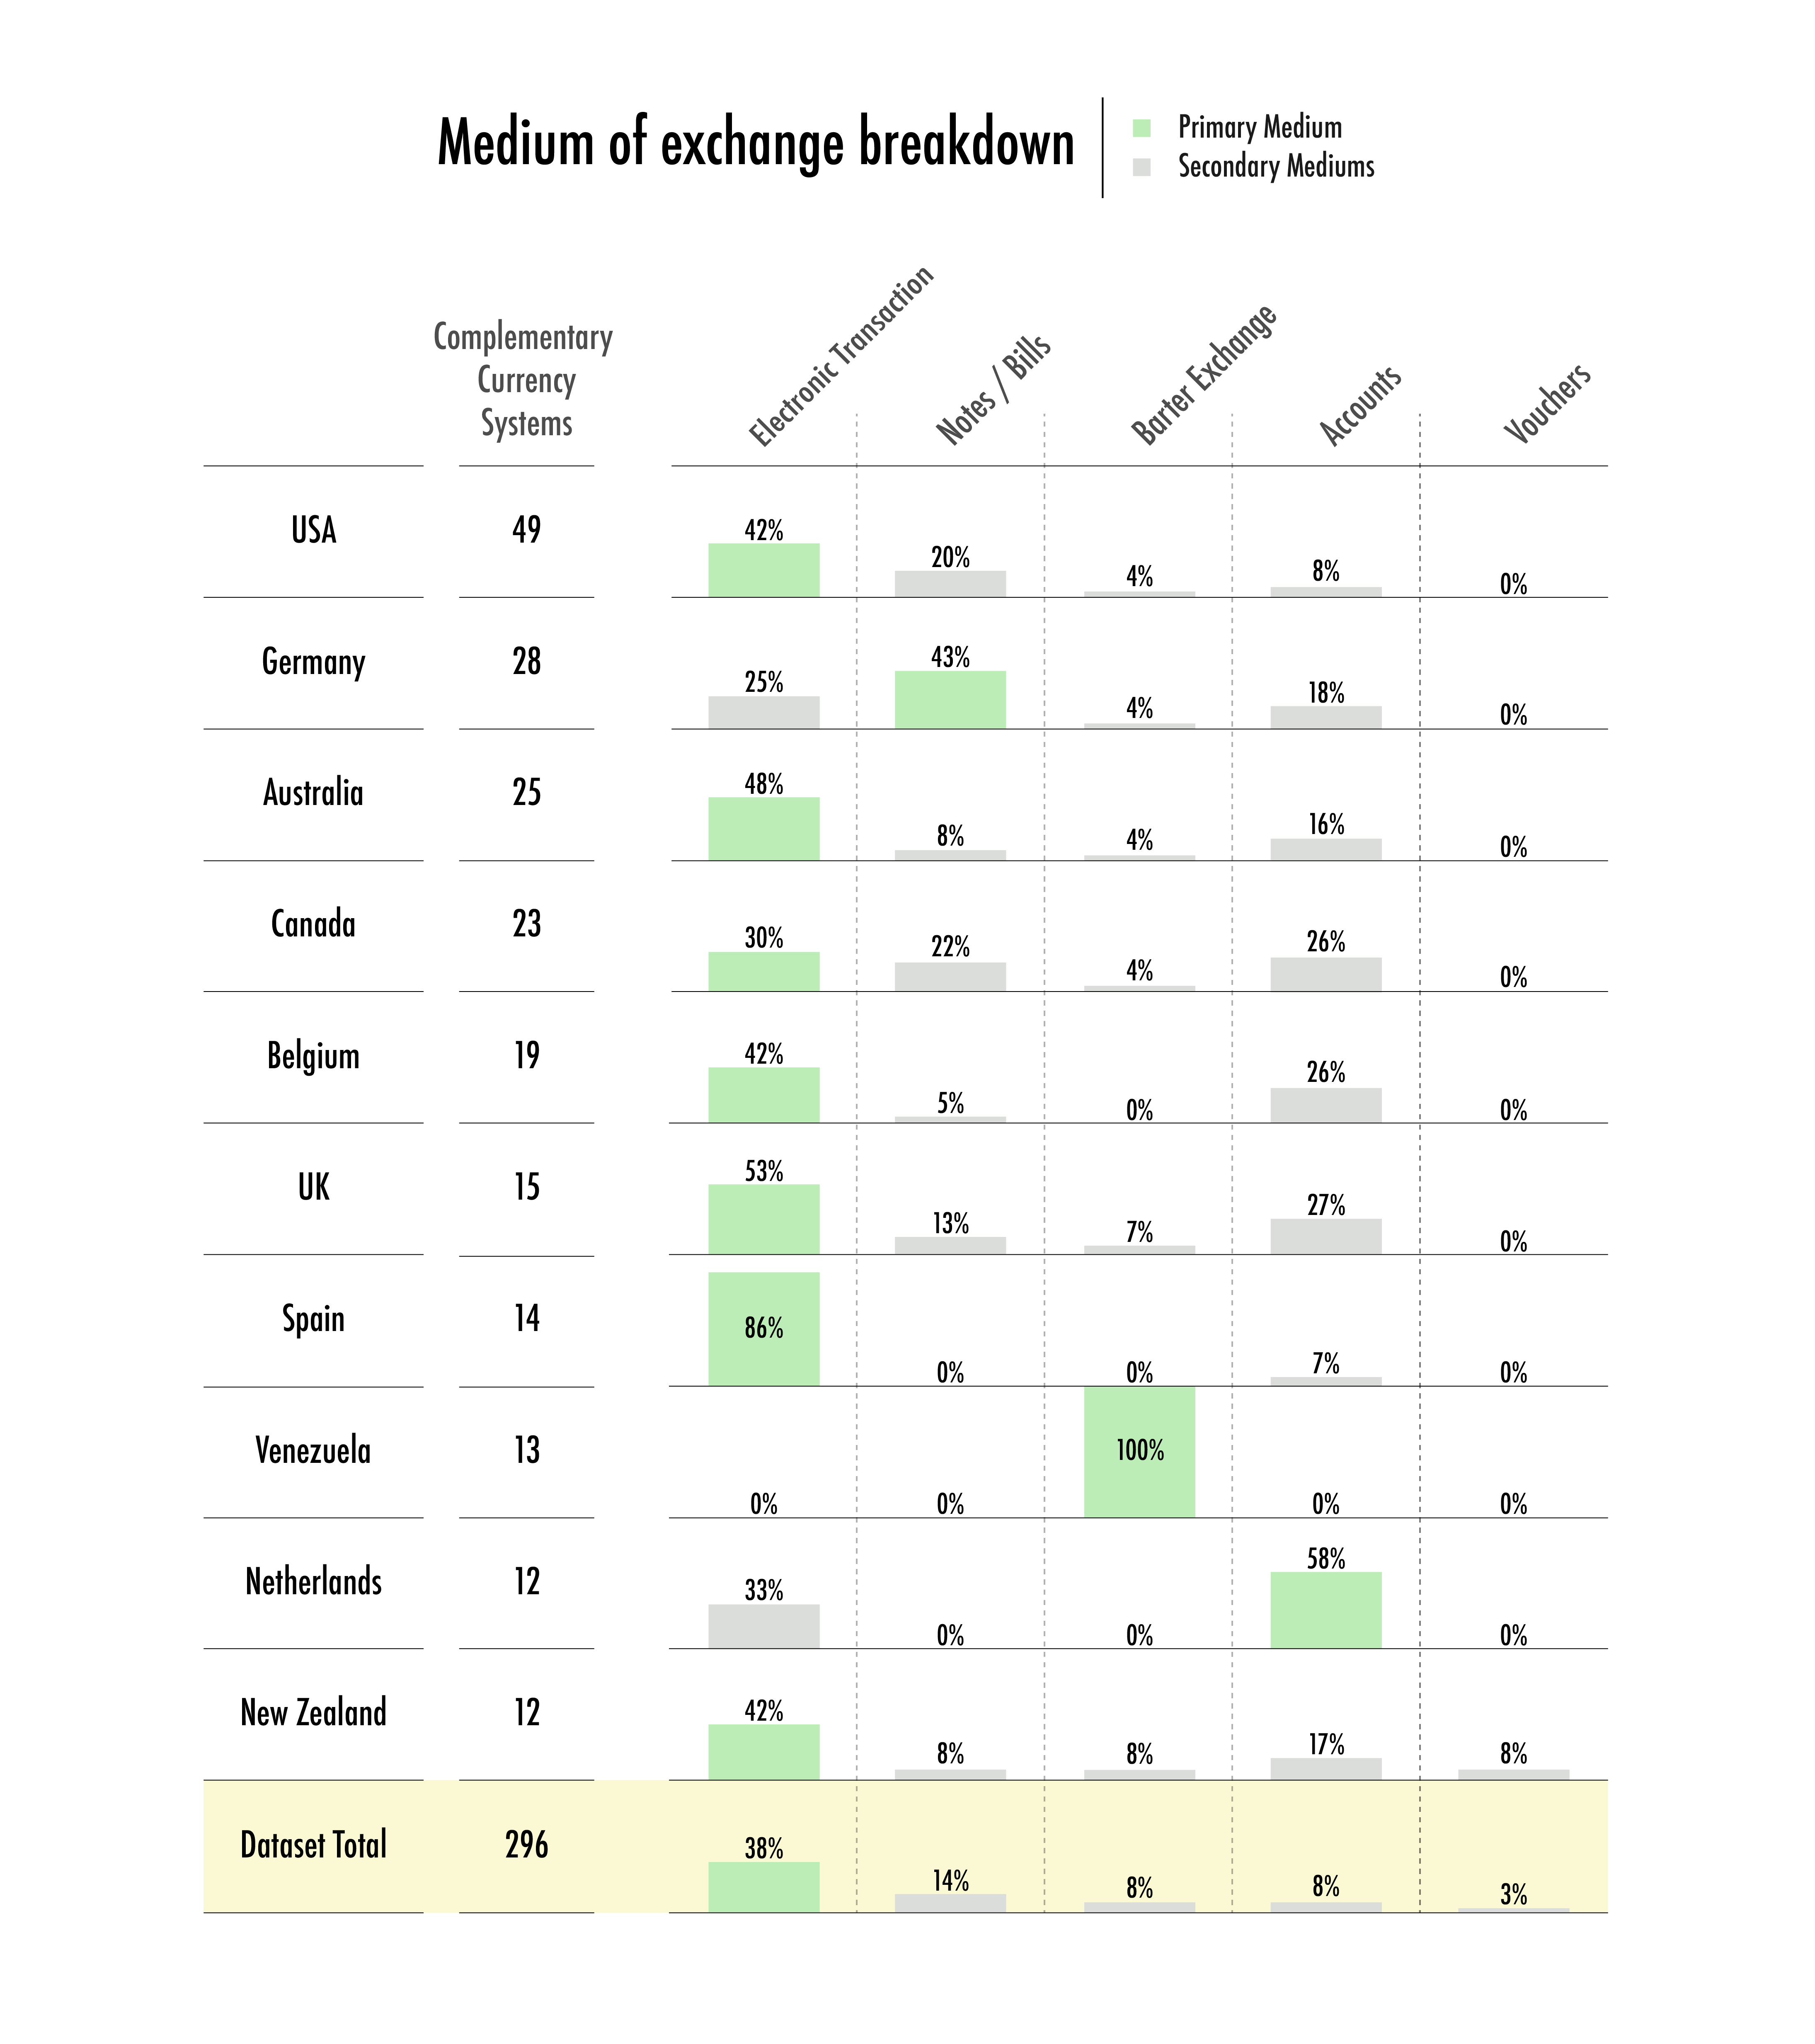 Medium of exchange breakdown
Primary Medium
Secondary Mediums
Complementary
Currency
Systems
Electronic Transaction
Notes / Bills
Barter Exchange
Accounts
Vouchers
USA 49 42% 20% 4% 8% 0%
Germany 28 25% 43% 4% 18% 0%
Australia 25 48% 8% 4% 16% 0%
Canada 23 30% 22% 4% 26% 0%
Belgium 19 42% 5% 0% 26% 0%
UK 15 53% 13% 7% 27% 0%
Spain 14 86% 0% 0% 7% 0%
Venezuela 13 0% 0% 100% 0% 0%
Netherlands 12 33% 0% 0% 58% 0%
New Zealand 12 42% 8% 8% 17% 8%
Dataset Total 296 38% 14% 8% 8% 3%